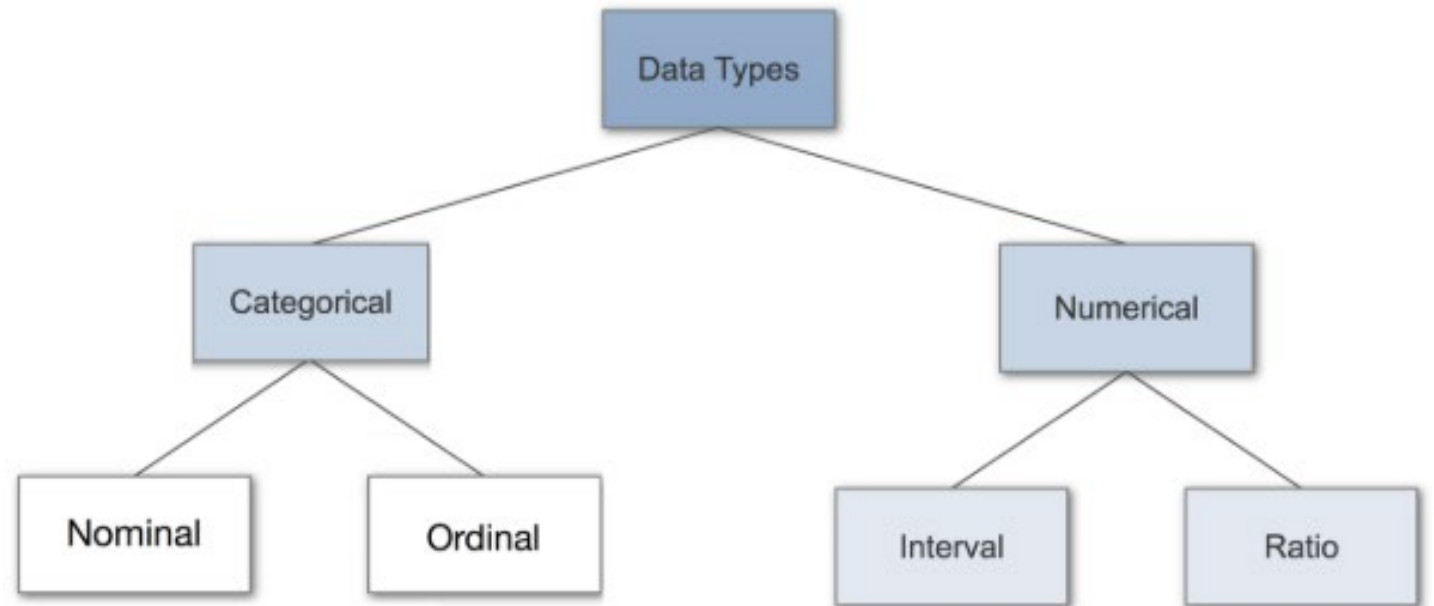 Data Types
Categorical
Numerical
Nominal
Ordinal
Interval
Ratio